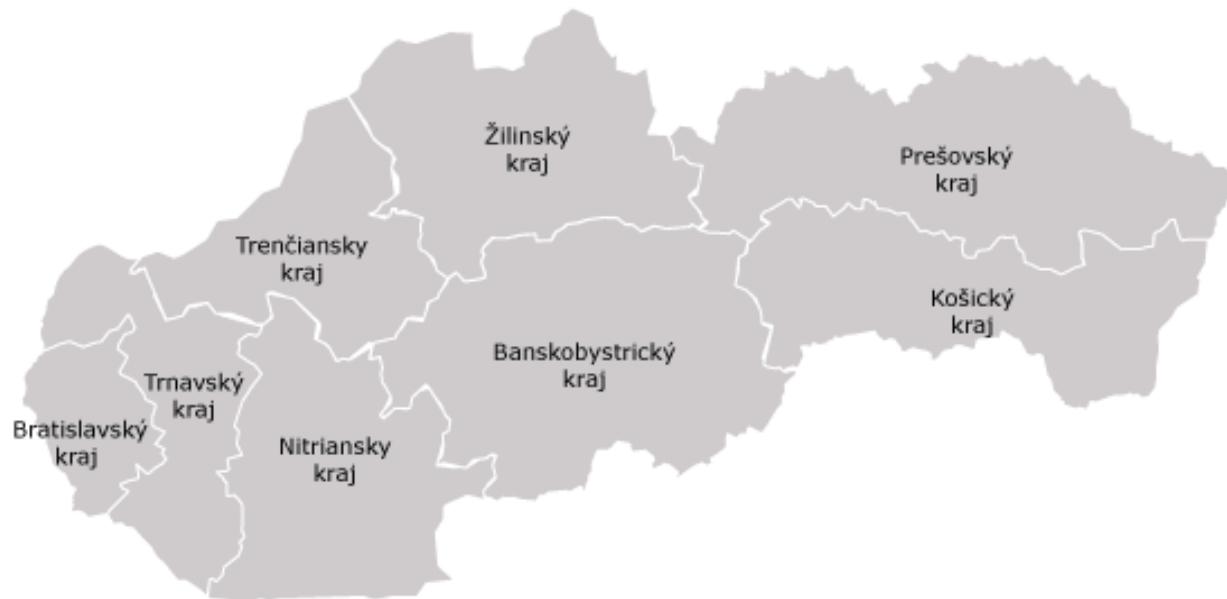 Žilinský
kraj
Prešovský
kraj
Trenčiansky
kraj
Košický
kraj
Banskobystrický
kraj
Trnavský
kraj
Bratislavský
kraj
Nitriansky
kraj